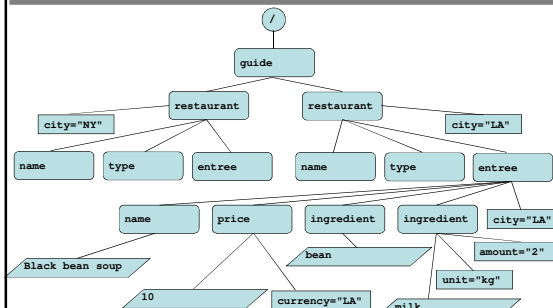 /
guide
restaurant
restaurant
city="NY"
city="LA"
name
type
entree
name
type
entree
name
price
ingredient
ingredient
city="LA"
Black bean soup
bean
amount="2"
unit="kg"
10
currency="LA"
milk